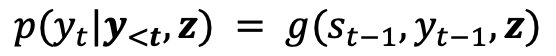 p(y_t|y_{<t}, z) = g(s_{t−1}, y_{t−1}, z)